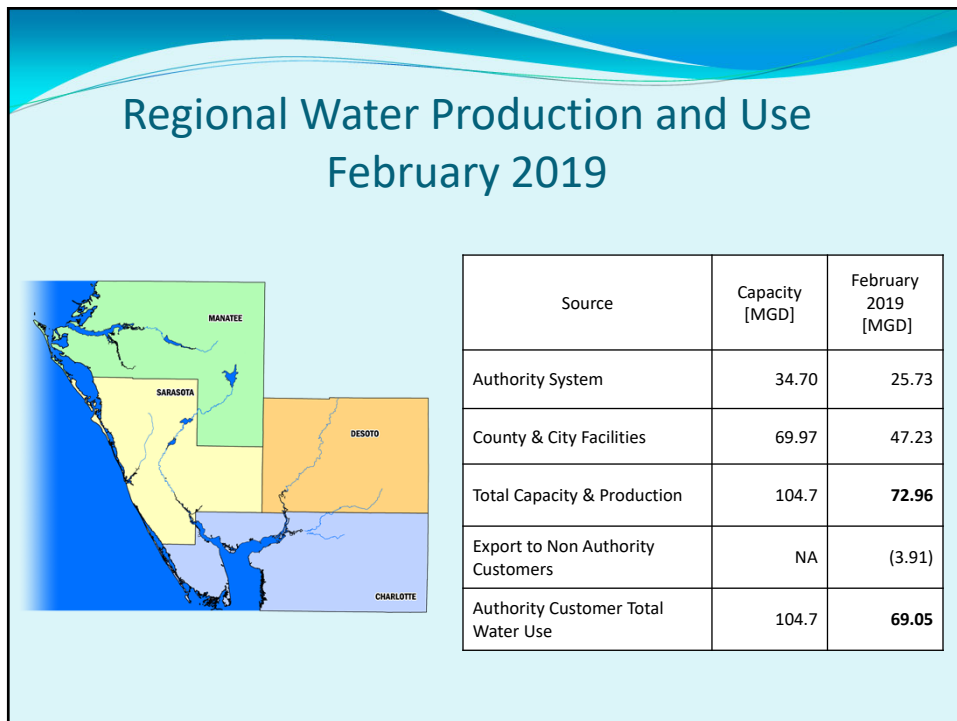 Regional Water Production and Use
February 2019
MANATEE
SARASOTA
DESOTO
CHARLOTTE
Source
Capacity
[MGD]
February
2019
[MGD]
Authority System 34.70 25.73
County & City Facilities 69.97 47.23
Total Capacity & Production 104.7 72.96
Export to Non Authority
Customers NA (3.91)
Authority Customer Total
Water Use 104.7 69.05